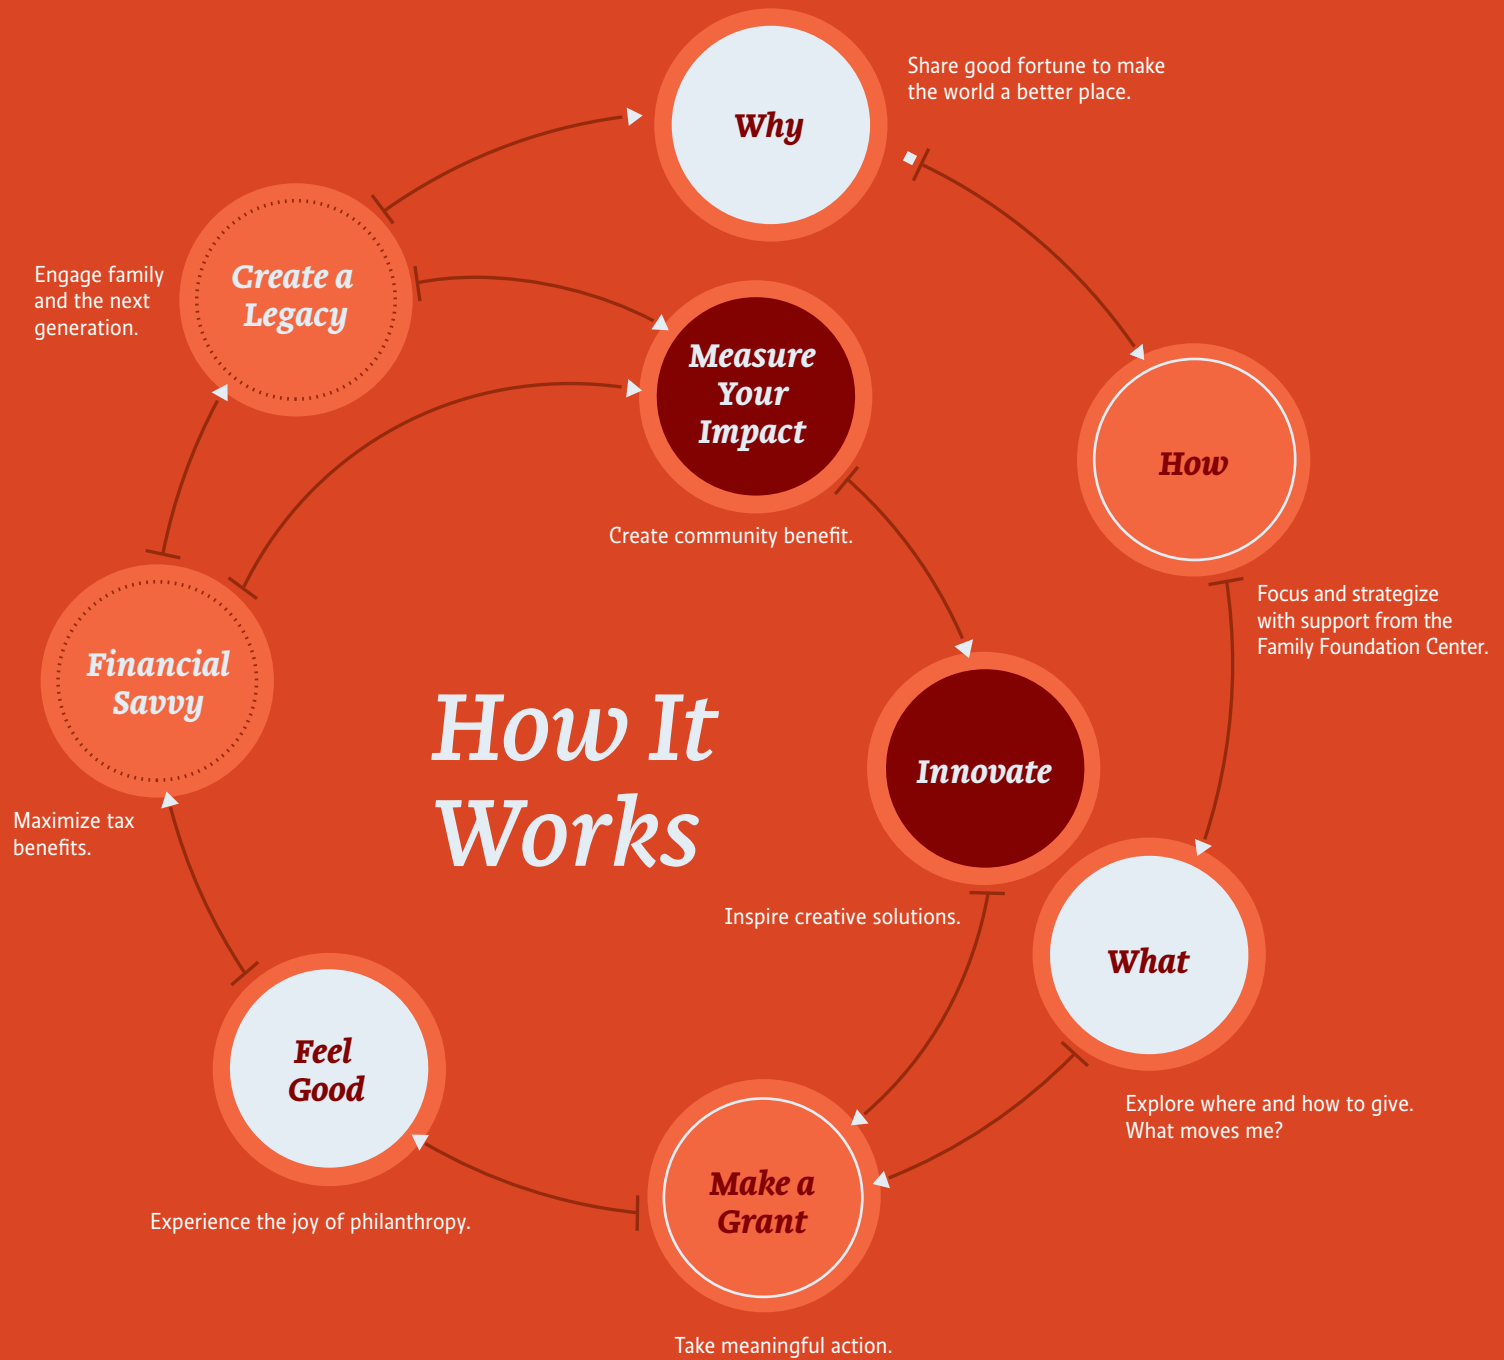 Why
Share good fortune to make
the world a better place.
Create a
Legacy
Engage family
and the next
generation.
Measure
Your
Impact
Create community benefit.
How
Focus and strategize
with support from the
Family Foundation Center.
Financial
Savvy
Maximize tax
benefits.
How It
Works
Innovate
Inspire creative solutions.
What
Explore where and how to give.
What moves me?
Feel
Good
Experience the joy of philanthropy.
Make a
Grant
Take meaningful action.